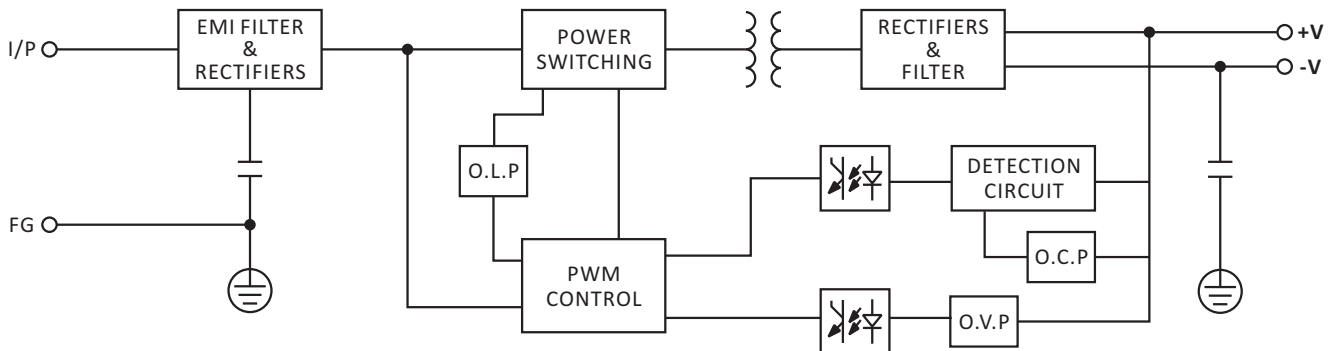 I/P
EMI FILTER
&
RECTIFIERS
POWER
SWITCHING
RECTIFIERS
&
FILTER
+V
-V
O.L.P
DETECTION
CIRCUIT
FG
O.C.P
PWM
CONTROL
O.V.P